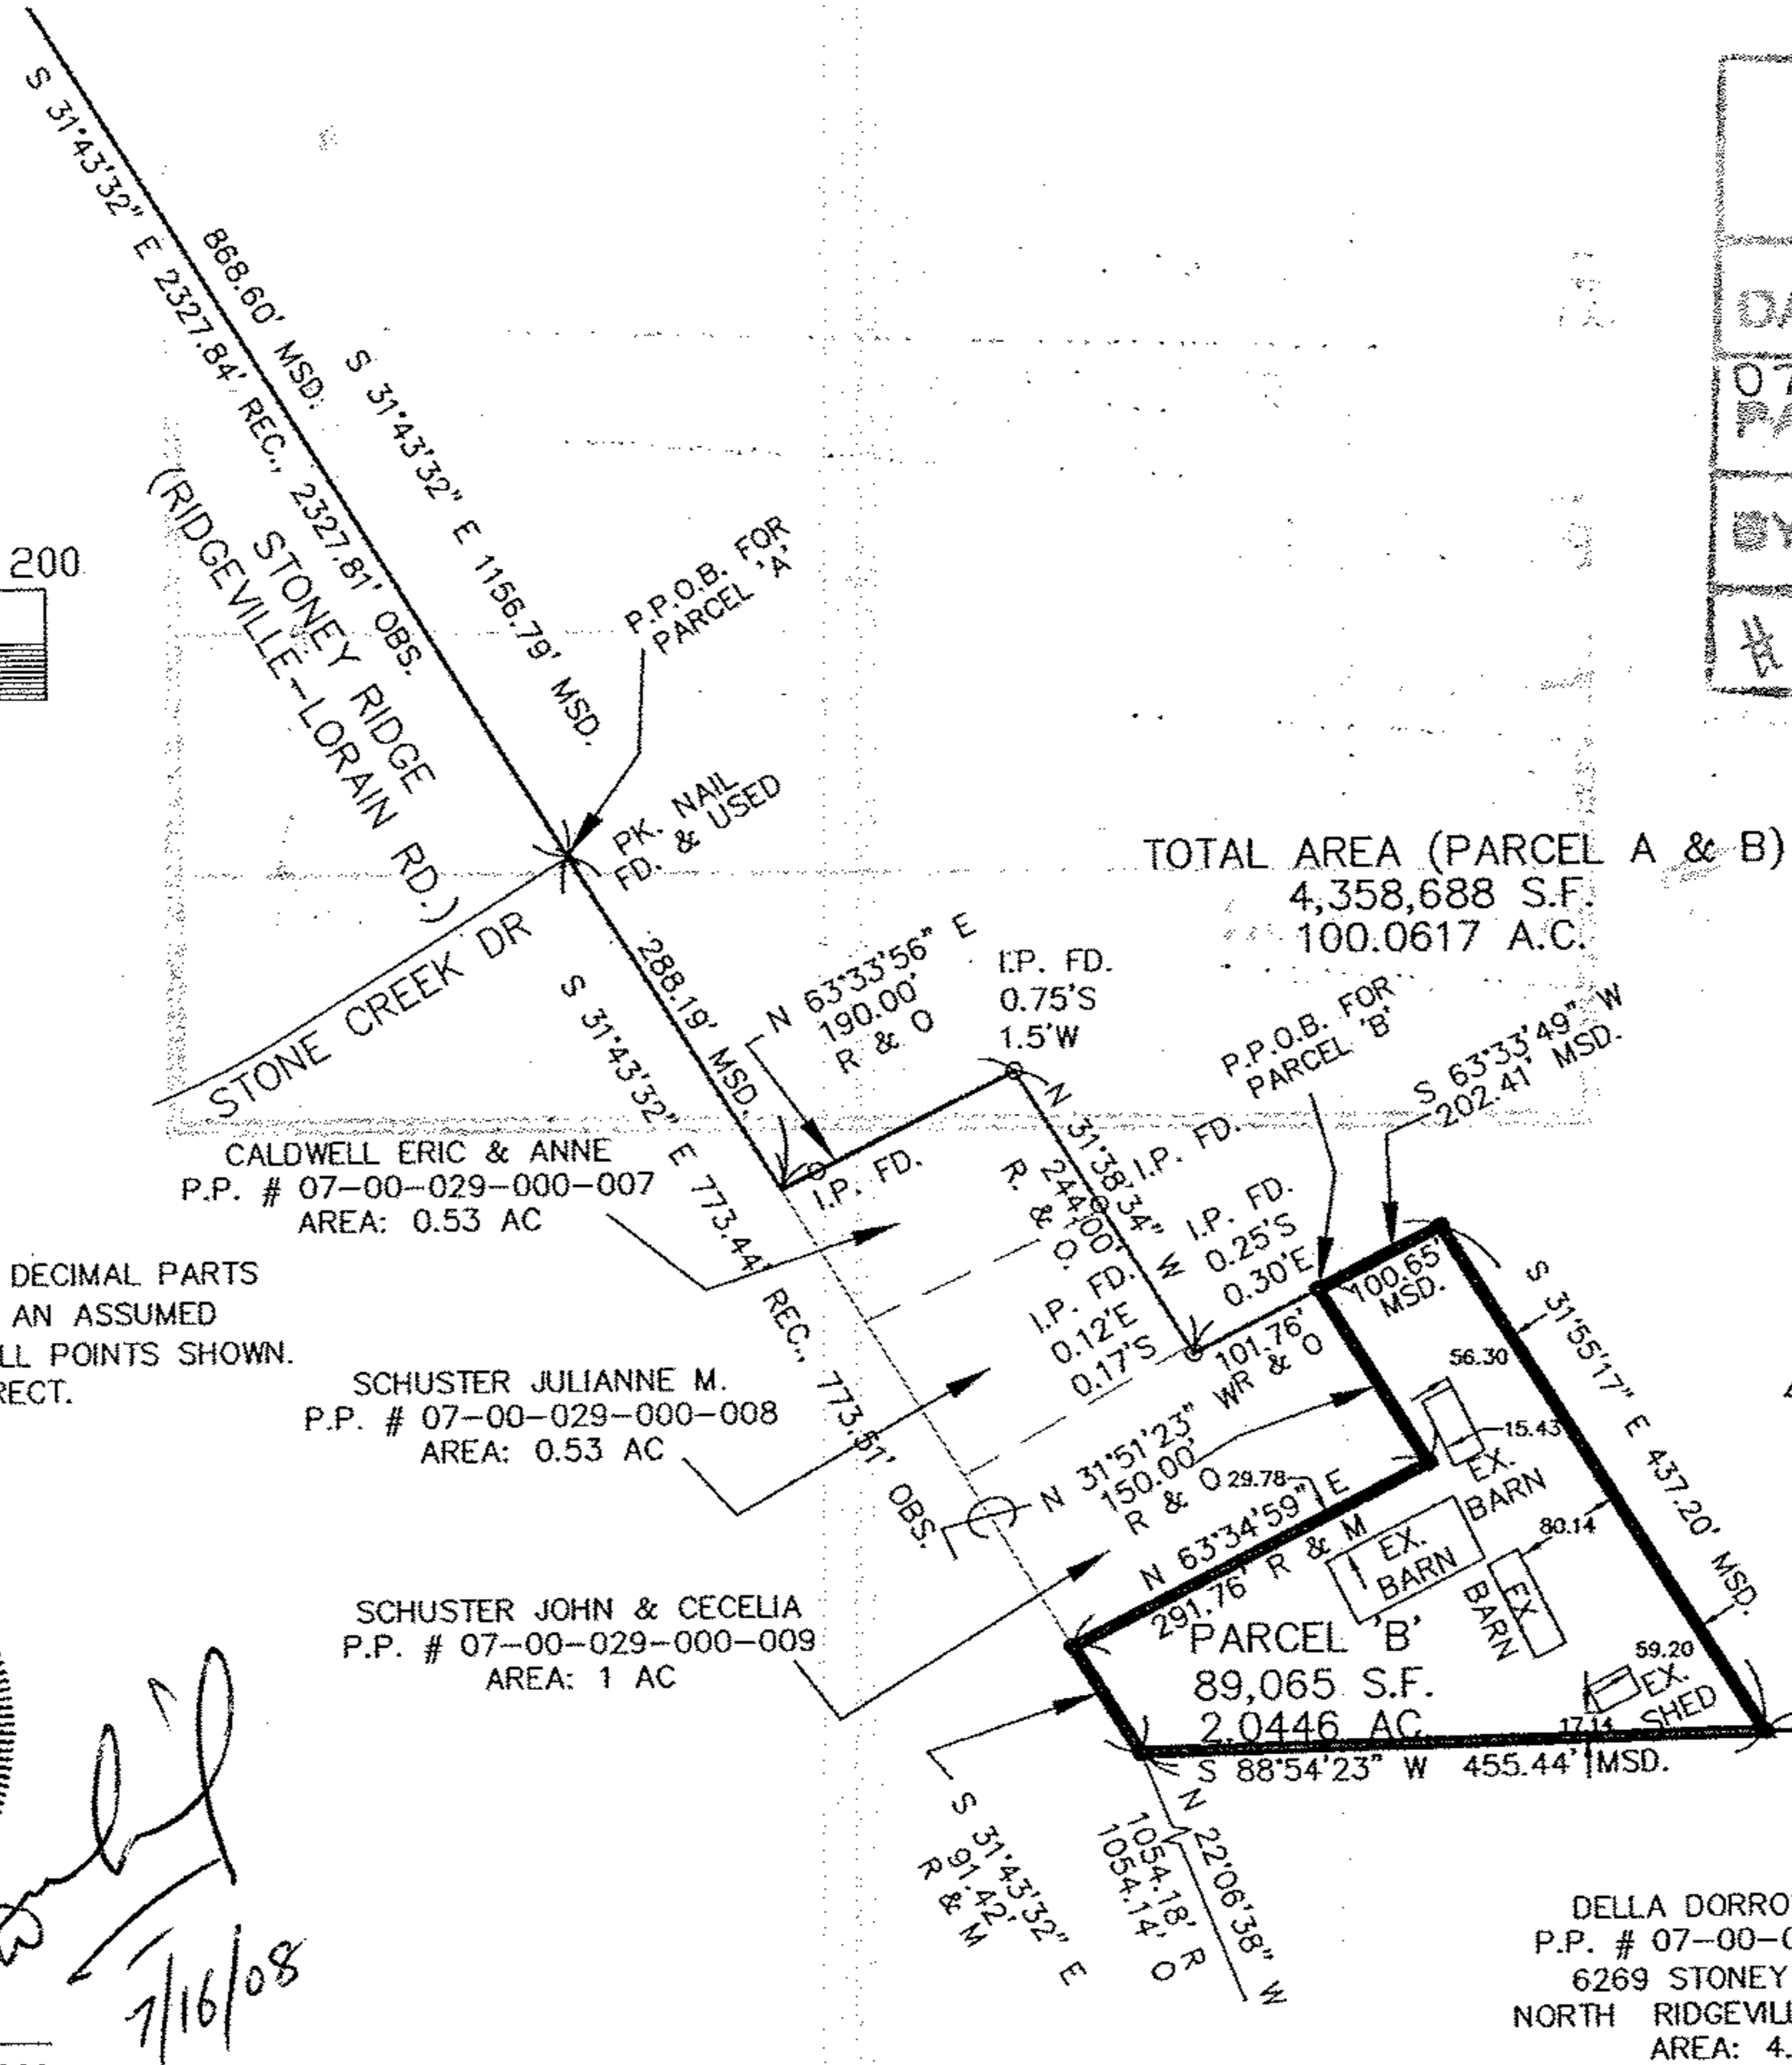 S 31°43'32" E 2327.84' REC., 2327.81' OBS.
868.60' MSD.
S 31°43'32" E 1156.79' MSD.
STONEY RIDGE
(RIDGEVILLE-LORAIN RD.)
200
P.P.O.B. FOR
PARCEL 'A'
PK. NAIL
FD. & USED
STONE CREEK DR
07
#
TOTAL AREA (PARCEL A & B)
4,358,688 S.F.
100.0617 A.C.
288.19' MSD.
S 31°43'32" E 773.44' REC., 773.51' OBS.
N 63°33'56" E
190.00'
R & O
I.P. FD.
0.75'S
1.5'W
I.P. FD.
N 31°38'34" W
244.00'
R. & O.
I.P. FD.
P.P.O.B. FOR
PARCEL 'B'
S 63°33'49" W
202.41' MSD.
I.P. FD.
0.25'S
0.30'E
I.P. FD.
0.12'E
0.17'S
101.76'
R & O
100.65'
MSD.
CALDWELL ERIC & ANNE
P.P. # 07-00-029-000-007
AREA: 0.53 AC
DECIMAL PARTS
AN ASSUMED
LL POINTS SHOWN.
RECT.
SCHUSTER JULIANNE M.
P.P. # 07-00-029-000-008
AREA: 0.53 AC
N 31°51'23" W
150.00'
R & O
29.78
N 63°34'59" E
291.76' R & M
S 31°55'17" E 437.20' MSD.
56.30
15.43
EX.
BARN
80.14
EX.
BARN
EX.
BARN
59.20
EX.
SHED
17.14
SCHUSTER JOHN & CECELIA
P.P. # 07-00-029-000-009
AREA: 1 AC
PARCEL 'B'
89,065 S.F.
2.0446 AC.
S 88°54'23" W 455.44' MSD.
S 31°43'32" E
91.42'
R & M
N 22°06'38" W
1054.18' R
1054.14' O
7/16/08
DELLA DORRO
P.P. # 07-00-0
6269 STONEY
NORTH RIDGEVILL
AREA: 4.